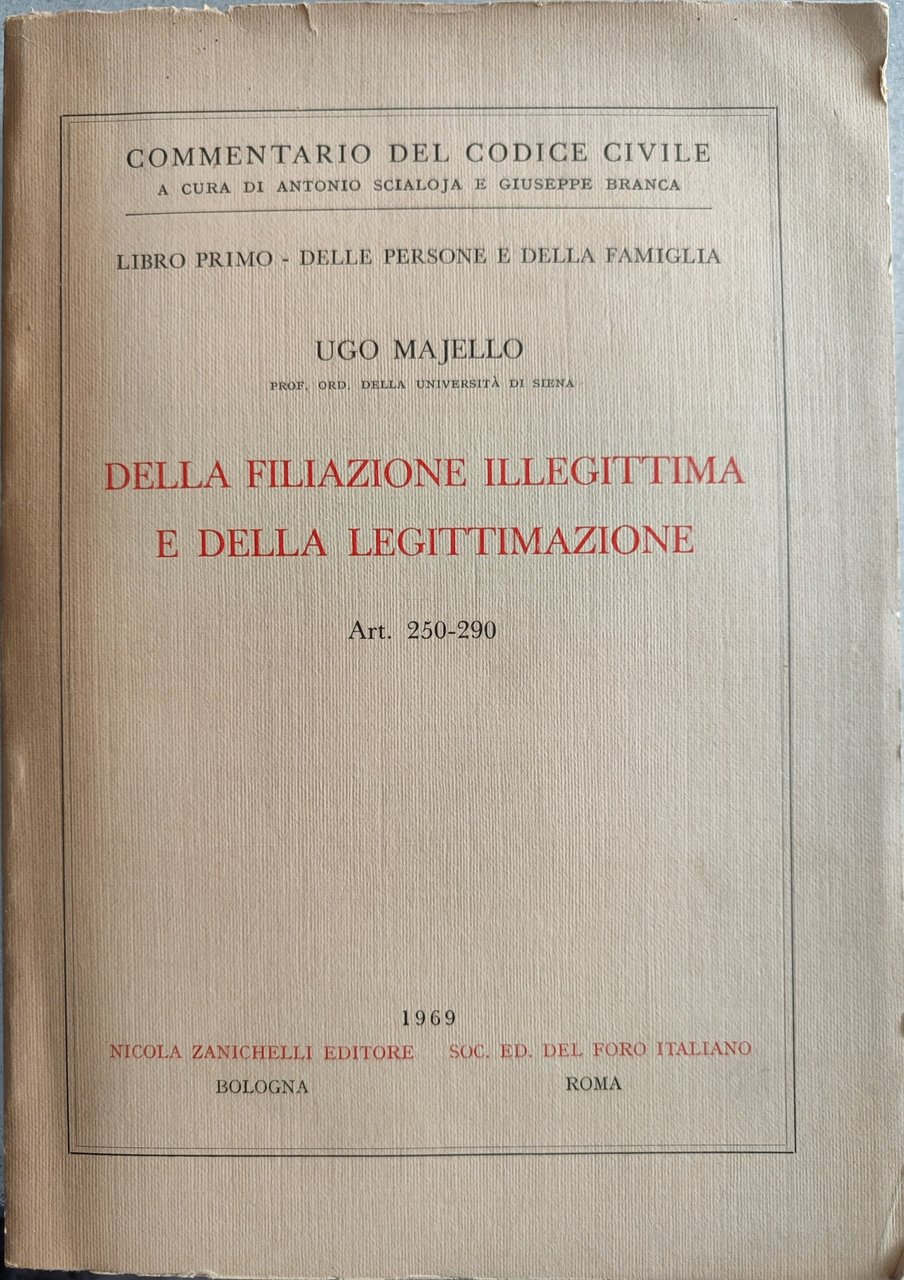 COMMENTARIO DEL CODICE CIVILE
A CURA DI ANTONIO SCIALOJA E GIUSEPPE BRANCA
LIBRO PRIMO - DELLE PERSONE E DELLA FAMIGLIA
UGO MAJELLO
PROF. ORD. DELLA UNIVERSITÀ DI SIENA
DELLA FILIAZIONE ILLEGITTIMA
E DELLA LEGITTIMAZIONE
Art. 250-290
1969
NICOLA ZANICHELLI EDITORE SOC. ED. DEL FORO ITALIANO
BOLOGNA ROMA